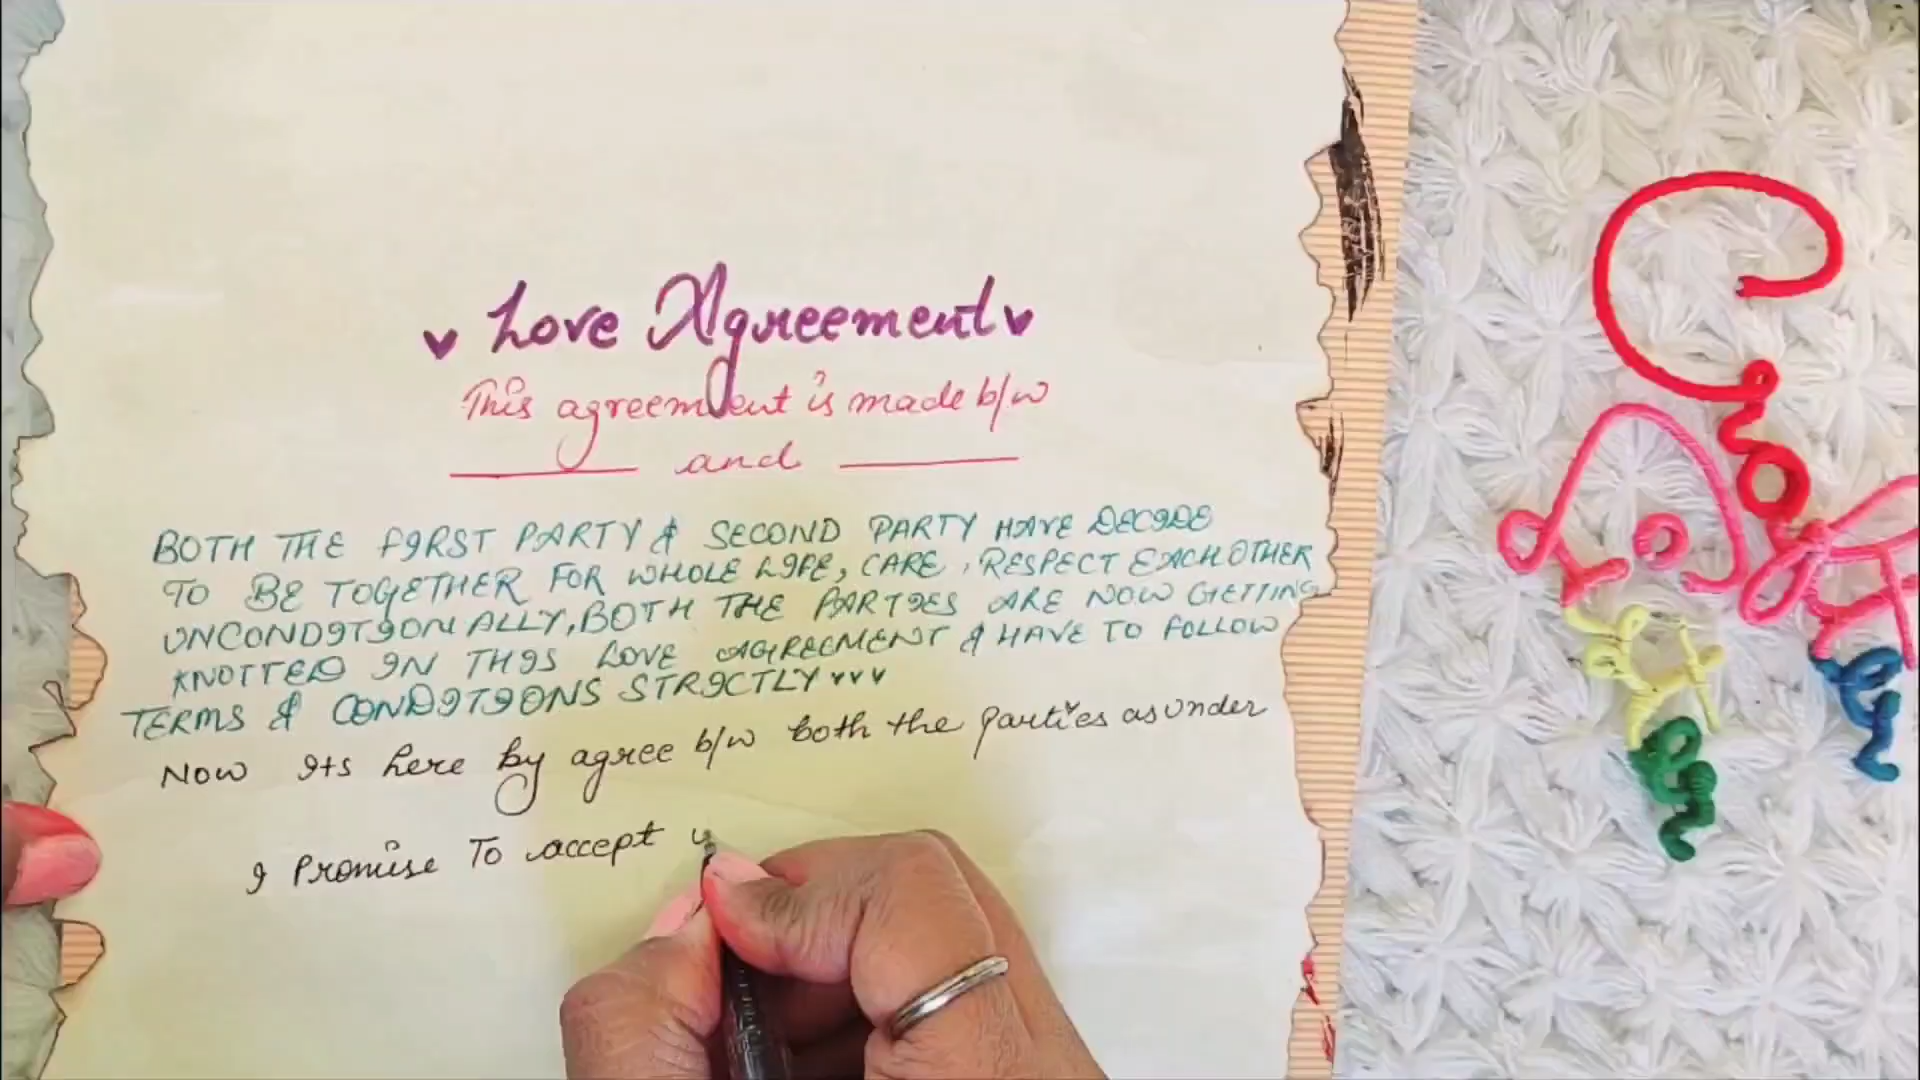 Love Agreement
This agreement is made b/w
and
BOTH THE FIRST PARTY & SECOND PARTY HAVE DECIDE
TO BE TOGETHER FOR WHOLE LIFE, CARE, RESPECT EACH OTHER
UNCONDITIONALLY, BOTH THE PARTIES ARE NOW GETTING
KNOTTED IN THIS LOVE AGREEMENT & HAVE TO FOLLOW
TERMS & CONDITIONS STRICTLY
Now Its here by agree b/w both the parties as under
I Promise To accept